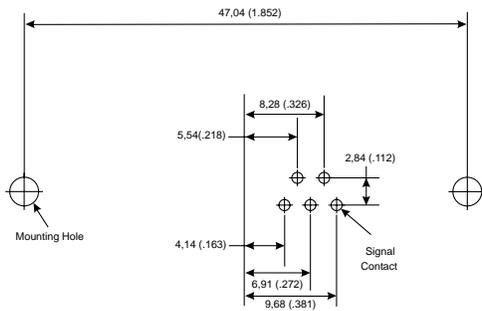 47,04 (1.852)
8,28 (.326)
5,54(.218)
2,84 (.112)
Mounting Hole
4,14 (.163)
Signal
Contact
6,91 (.272)
9,68 (.381)